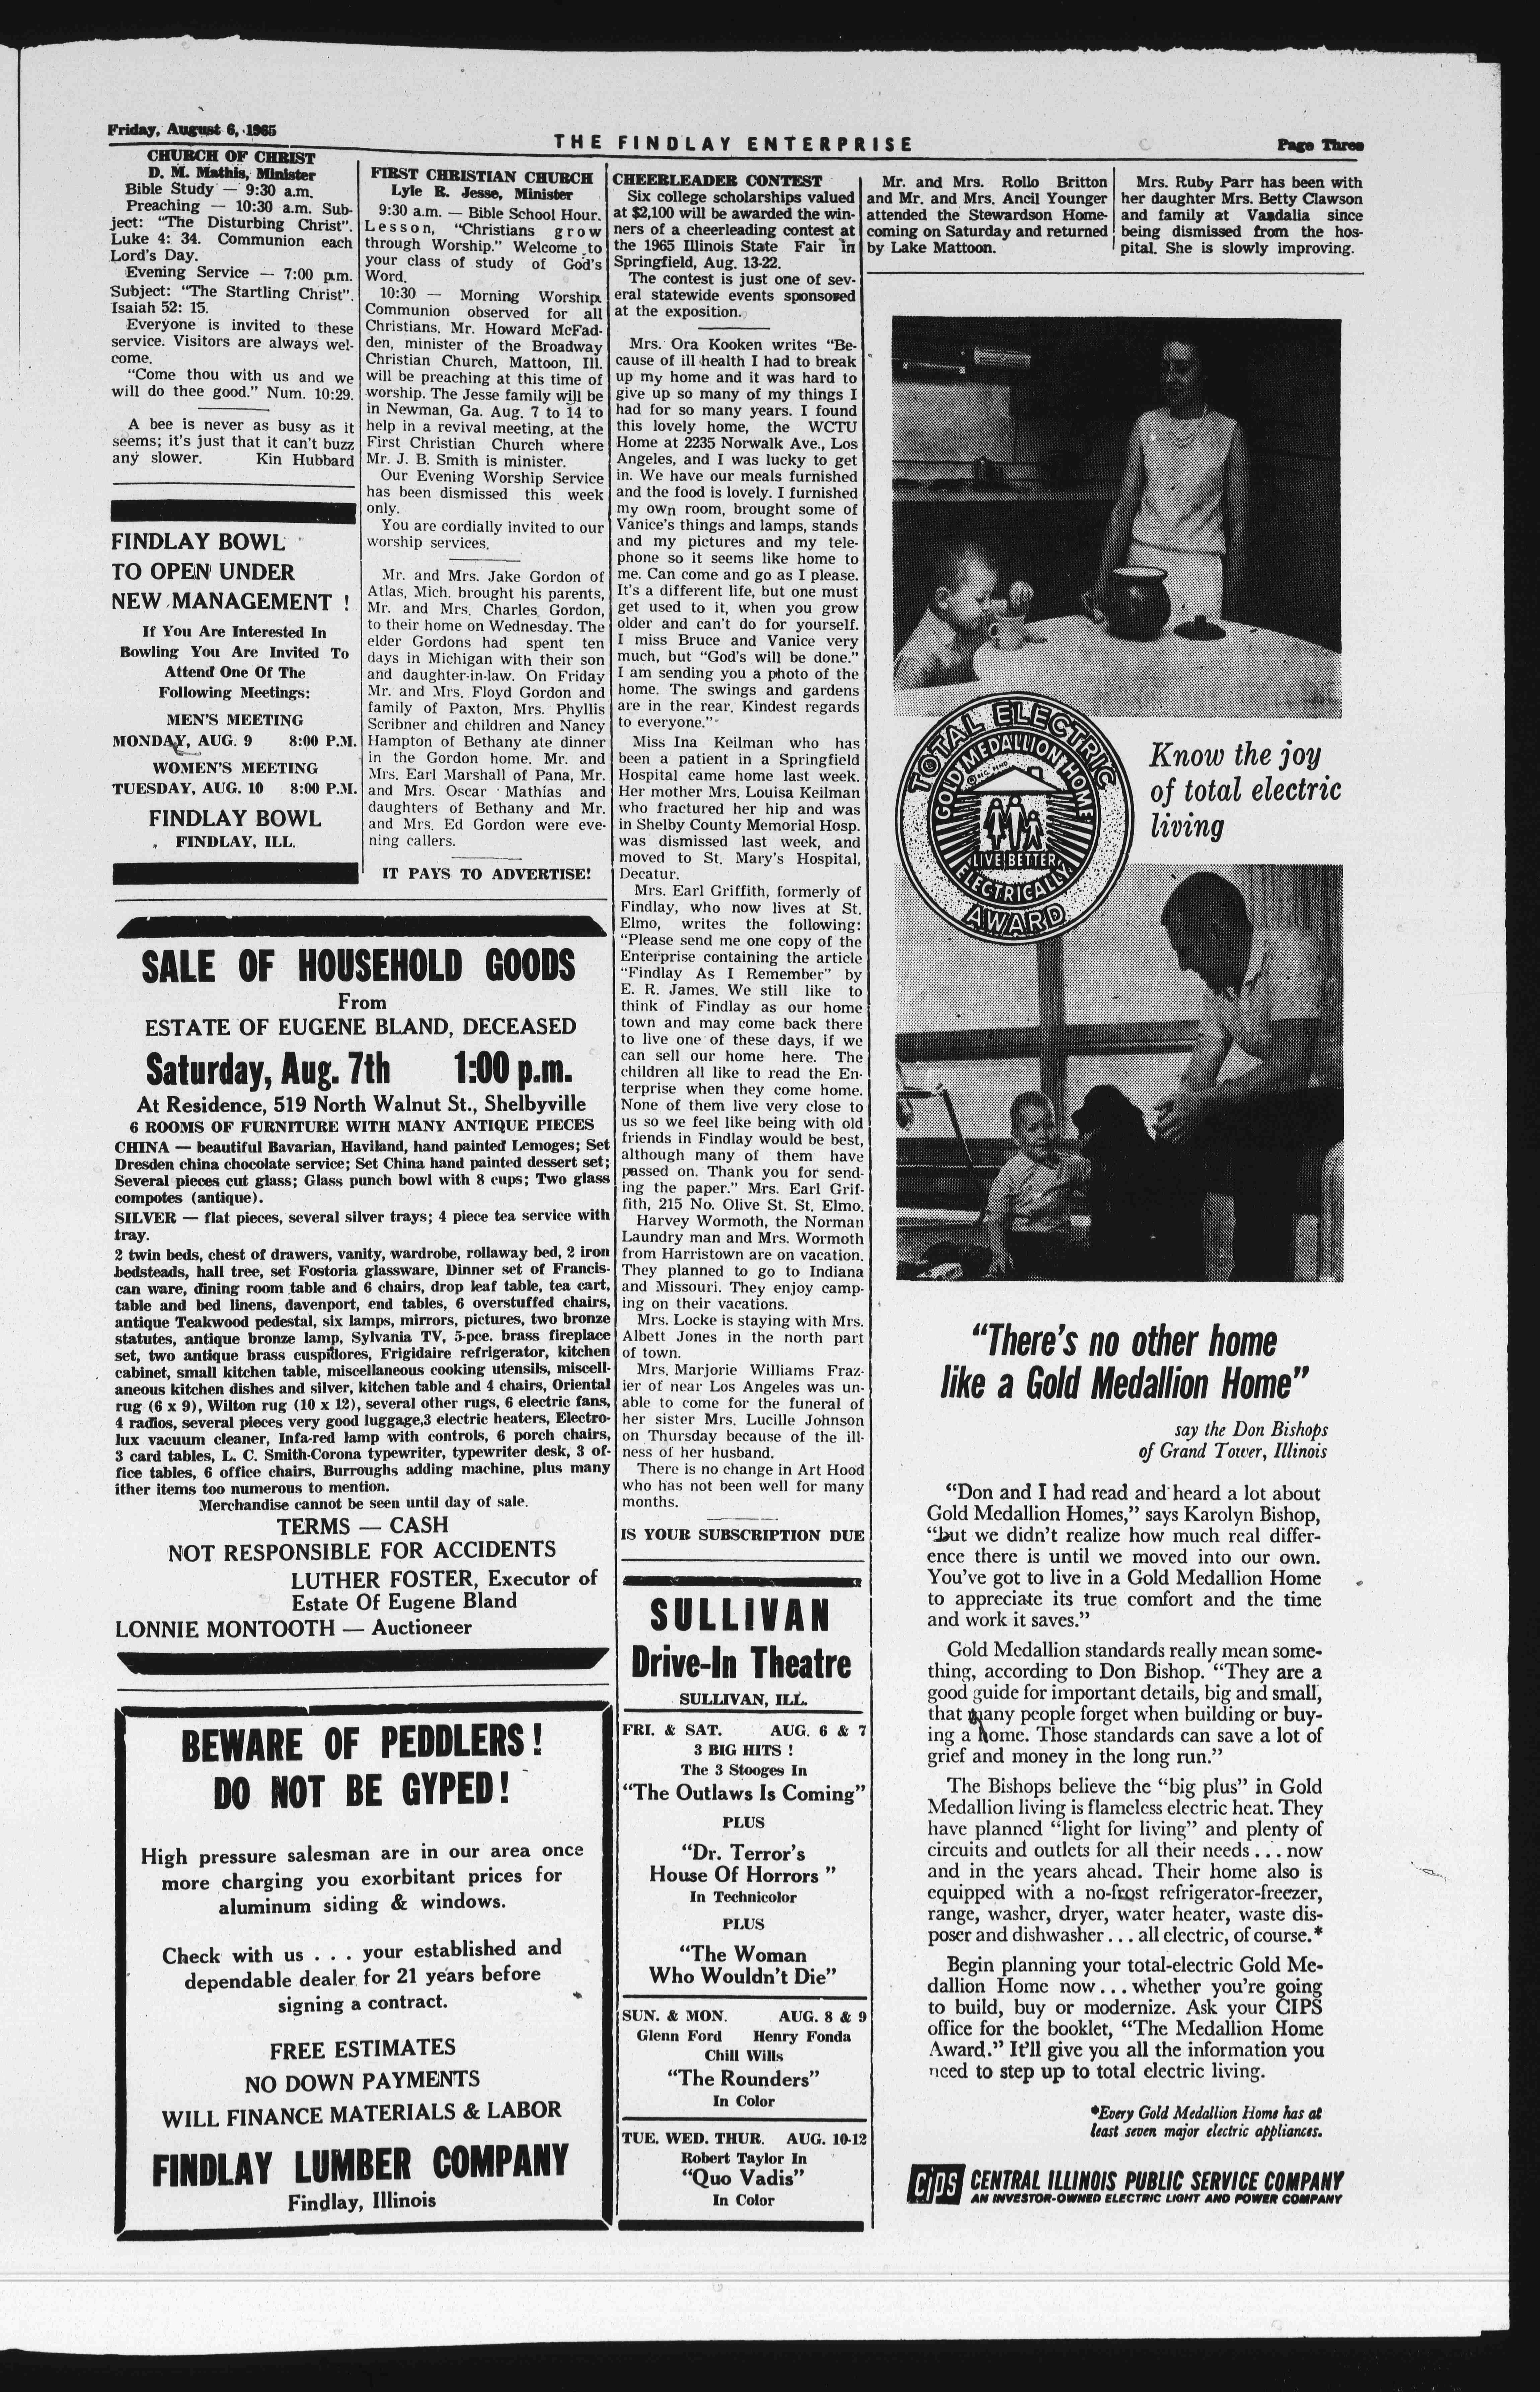 Friday, August 6, 1965
THE FINDLAY ENTERPRISE
Page Three
CHURCH OF CHRIST
D. M. Mathis, Minister
Bible Study — 9:30 a.m.
Preaching — 10:30 a.m. Sub-
ject: "The Disturbing Christ".
Luke 4: 34. Communion each
Lord's Day.
Evening Service — 7:00 p.m.
Subject: "The Startling Christ".
Isaiah 52: 15.
Everyone is invited to these
service. Visitors are always wel-
come.
"Come thou with us and we
will do thee good." Num. 10:29.
A bee is never as busy as it
seems; it's just that it can't buzz
any slower. Kin Hubbard
FINDLAY BOWL
TO OPEN UNDER
NEW MANAGEMENT !
If You Are Interested In
Bowling You Are Invited To
Attend One Of The
Following Meetings:
MEN'S MEETING
MONDAY, AUG. 9 8:00 P.M.
WOMEN'S MEETING
TUESDAY, AUG. 10 8:00 P.M.
FINDLAY BOWL
FINDLAY, ILL.
FIRST CHRISTIAN CHURCH
Lyle R. Jesse, Minister
9:30 a.m. — Bible School Hour.
Lesson, "Christians grow
through Worship." Welcome to
your class of study of God's
Word.
10:30 — Morning Worship.
Communion observed for all
Christians. Mr. Howard McFad-
den, minister of the Broadway
Christian Church, Mattoon, Ill.
will be preaching at this time of
worship. The Jesse family will be
in Newman, Ga. Aug. 7 to 14 to
help in a revival meeting, at the
First Christian Church where
Mr. J. B. Smith is minister.
Our Evening Worship Service
has been dismissed this week
only.
You are cordially invited to our
worship services.
Mr. and Mrs. Jake Gordon of
Atlas, Mich. brought his parents,
Mr. and Mrs. Charles Gordon,
to their home on Wednesday. The
elder Gordons had spent ten
days in Michigan with their son
and daughter-in-law. On Friday
Mr. and Mrs. Floyd Gordon and
family of Paxton, Mrs. Phyllis
Scribner and children and Nancy
Hampton of Bethany ate dinner
in the Gordon home. Mr. and
Mrs. Earl Marshall of Pana, Mr.
and Mrs. Oscar Mathias and
daughters of Bethany and Mr.
and Mrs. Ed Gordon were eve-
ning callers.
IT PAYS TO ADVERTISE!
SALE OF HOUSEHOLD GOODS
From
ESTATE OF EUGENE BLAND, DECEASED
Saturday, Aug. 7th 1:00 p.m.
At Residence, 519 North Walnut St., Shelbyville
6 ROOMS OF FURNITURE WITH MANY ANTIQUE PIECES
CHINA — beautiful Bavarian, Haviland, hand painted Lemoges; Set
Dresden china chocolate service; Set China hand painted dessert set;
Several pieces cut glass; Glass punch bowl with 8 cups; Two glass
compotes (antique).
SILVER — flat pieces, several silver trays; 4 piece tea service with
tray.
2 twin beds, chest of drawers, vanity, wardrobe, rollaway bed, 2 iron
bedsteads, hall tree, set Fostoria glassware, Dinner set of Francis-
can ware, dining room table and 6 chairs, drop leaf table, tea cart,
table and bed linens, davenport, end tables, 6 overstuffed chairs,
antique Teakwood pedestal, six lamps, mirrors, pictures, two bronze
statutes, antique bronze lamp, Sylvania TV, 5-pce. brass fireplace
set, two antique brass cuspidores, Frigidaire refrigerator, kitchen
cabinet, small kitchen table, miscellaneous cooking utensils, miscell-
aneous kitchen dishes and silver, kitchen table and 4 chairs, Oriental
rug (6 x 9), Wilton rug (10 x 12), several other rugs, 6 electric fans,
4 radios, several pieces very good luggage,3 electric heaters, Electro-
lux vacuum cleaner, Infa-red lamp with controls, 6 porch chairs,
3 card tables, L. C. Smith-Corona typewriter, typewriter desk, 3 of-
fice tables, 6 office chairs, Burroughs adding machine, plus many
ither items too numerous to mention.
Merchandise cannot be seen until day of sale.
TERMS — CASH
NOT RESPONSIBLE FOR ACCIDENTS
LUTHER FOSTER, Executor of
Estate Of Eugene Bland
LONNIE MONTOOTH — Auctioneer
BEWARE OF PEDDLERS!
DO NOT BE GYPED!
High pressure salesman are in our area once
more charging you exorbitant prices for
aluminum siding & windows.
Check with us . . . your established and
dependable dealer for 21 years before
signing a contract.
FREE ESTIMATES
NO DOWN PAYMENTS
WILL FINANCE MATERIALS & LABOR
FINDLAY LUMBER COMPANY
Findlay, Illinois
CHEERLEADER CONTEST
Six college scholarships valued
at $2,100 will be awarded the win-
ners of a cheerleading contest at
the 1965 Illinois State Fair in
Springfield, Aug. 13-22.
The contest is just one of sev-
eral statewide events sponsored
at the exposition.
Mrs. Ora Kooken writes "Be-
cause of ill health I had to break
up my home and it was hard to
give up so many of my things I
had for so many years. I found
this lovely home, the WCTU
Home at 2235 Norwalk Ave., Los
Angeles, and I was lucky to get
in. We have our meals furnished
and the food is lovely. I furnished
my own room, brought some of
Vanice's things and lamps, stands
and my pictures and my tele-
phone so it seems like home to
me. Can come and go as I please.
It's a different life, but one must
get used to it, when you grow
older and can't do for yourself.
I miss Bruce and Vanice very
much, but "God's will be done."
I am sending you a photo of the
home. The swings and gardens
are in the rear. Kindest regards
to everyone."
Miss Ina Keilman who has
been a patient in a Springfield
Hospital came home last week.
Her mother Mrs. Louisa Keilman
who fractured her hip and was
in Shelby County Memorial Hosp.
was dismissed last week, and
moved to St. Mary's Hospital,
Decatur.
Mrs. Earl Griffith, formerly of
Findlay, who now lives at St.
Elmo, writes the following:
"Please send me one copy of the
Enterprise containing the article
"Findlay As I Remember" by
E. R. James. We still like to
think of Findlay as our home
town and may come back there
to live one of these days, if we
can sell our home here. The
children all like to read the En-
terprise when they come home.
None of them live very close to
us so we feel like being with old
friends in Findlay would be best,
although many of them have
passed on. Thank you for send-
ing the paper." Mrs. Earl Grif-
fith, 215 No. Olive St. St. Elmo.
Harvey Wormoth, the Norman
Laundry man and Mrs. Wormoth
from Harristown are on vacation.
They planned to go to Indiana
and Missouri. They enjoy camp-
ing on their vacations.
Mrs. Locke is staying with Mrs.
Albett Jones in the north part
of town.
Mrs. Marjorie Williams Fraz-
ier of near Los Angeles was un-
able to come for the funeral of
her sister Mrs. Lucille Johnson
on Thursday because of the ill-
ness of her husband.
There is no change in Art Hood
who has not been well for many
months.
IS YOUR SUBSCRIPTION DUE
SULLIVAN
Drive-In Theatre
SULLIVAN, ILL.
FRI. & SAT. AUG. 6 & 7
3 BIG HITS !
The 3 Stooges In
"The Outlaws Is Coming"
PLUS
"Dr. Terror's
House Of Horrors "
In Technicolor
PLUS
"The Woman
Who Wouldn't Die"
SUN. & MON. AUG. 8 & 9
Glenn Ford Henry Fonda
Chill Wills
"The Rounders"
In Color
TUE. WED. THUR. AUG. 10-12
Robert Taylor In
"Quo Vadis"
In Color
Mr. and Mrs. Rollo Britton
and Mr. and Mrs. Ancil Younger
attended the Stewardson Home-
coming on Saturday and returned
by Lake Mattoon.
Mrs. Ruby Parr has been with
her daughter Mrs. Betty Clawson
and family at Vandalia since
being dismissed from the hos-
pital. She is slowly improving.
TOTAL ELECTRIC
GOLD MEDALLION HOME
LIVE BETTER
ELECTRICALLY
AWARD
Know the joy
of total electric
living
"There's no other home
like a Gold Medallion Home"
say the Don Bishops
of Grand Tower, Illinois
"Don and I had read and heard a lot about
Gold Medallion Homes," says Karolyn Bishop,
"but we didn't realize how much real differ-
ence there is until we moved into our own.
You've got to live in a Gold Medallion Home
to appreciate its true comfort and the time
and work it saves."
Gold Medallion standards really mean some-
thing, according to Don Bishop. "They are a
good guide for important details, big and small,
that many people forget when building or buy-
ing a home. Those standards can save a lot of
grief and money in the long run."
The Bishops believe the "big plus" in Gold
Medallion living is flameless electric heat. They
have planned "light for living" and plenty of
circuits and outlets for all their needs . . . now
and in the years ahead. Their home also is
equipped with a no-frost refrigerator-freezer,
range, washer, dryer, water heater, waste dis-
poser and dishwasher . . . all electric, of course.*
Begin planning your total-electric Gold Me-
dallion Home now . . . whether you're going
to build, buy or modernize. Ask your CIPS
office for the booklet, "The Medallion Home
Award." It'll give you all the information you
need to step up to total electric living.
*Every Gold Medallion Home has at
least seven major electric appliances.
CIPS CENTRAL ILLINOIS PUBLIC SERVICE COMPANY
AN INVESTOR-OWNED ELECTRIC LIGHT AND POWER COMPANY